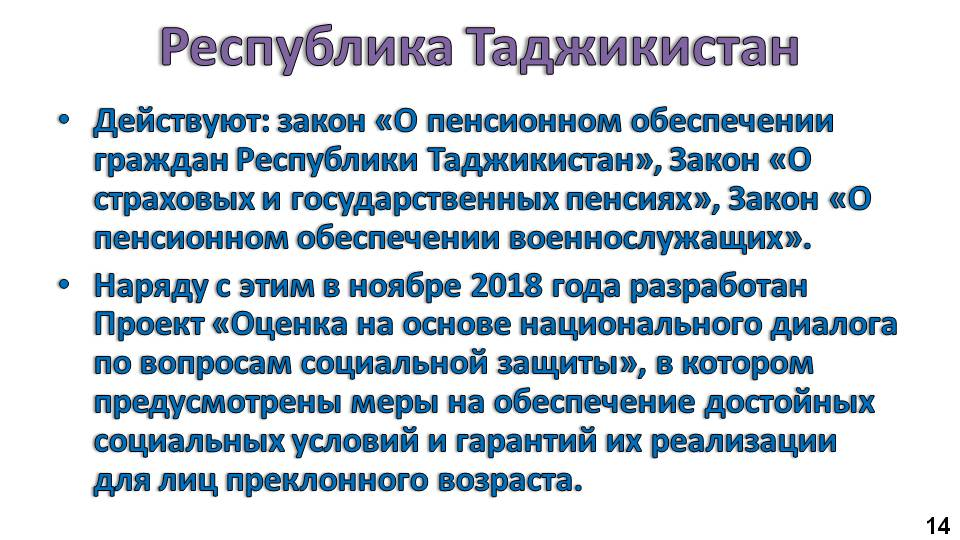 Республика Таджикистан
• Действуют: закон «О пенсионном обеспечении
граждан Республики Таджикистан», Закон «О
страховых и государственных пенсиях», Закон «О
пенсионном обеспечении военнослужащих».
• Наряду с этим в ноябре 2018 года разработан
Проект «Оценка на основе национального диалога
по вопросам социальной защиты», в котором
предусмотрены меры на обеспечение достойных
социальных условий и гарантий их реализации
для лиц преклонного возраста.
14